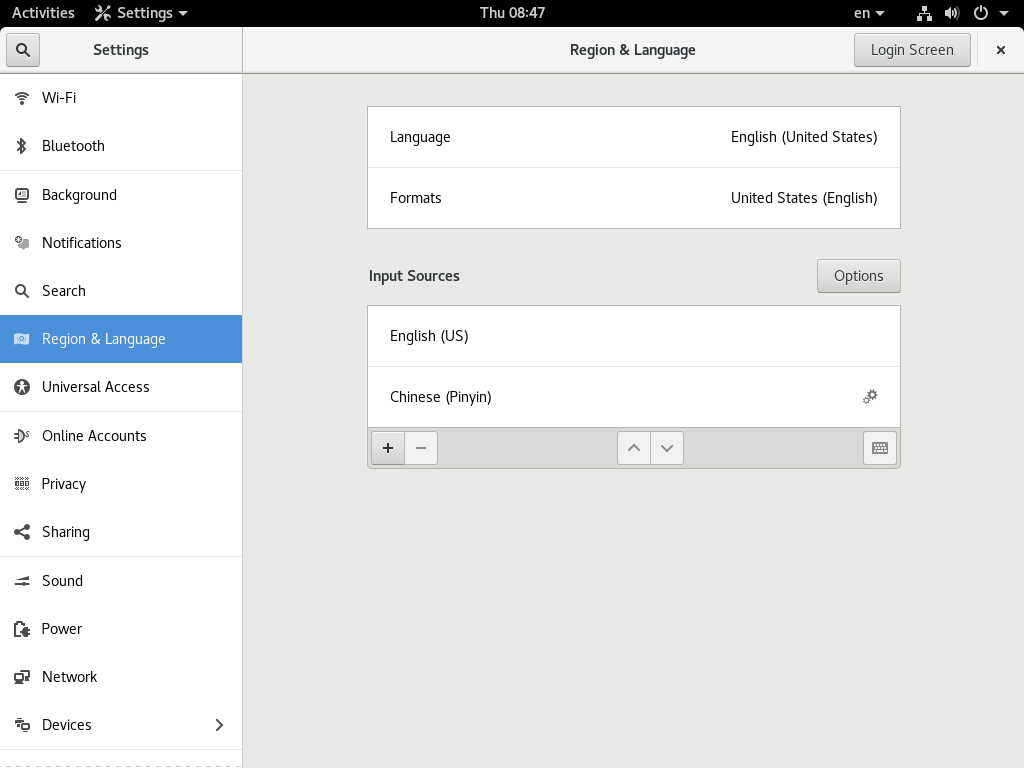 Activities Settings Thu 08:47 en
Settings Region & Language Login Screen
Wi-Fi
Bluetooth
Background
Notifications
Search
Region & Language
Universal Access
Online Accounts
Privacy
Sharing
Sound
Power
Network
Devices
Language English (United States)
Formats United States (English)
Input Sources Options
English (US)
Chinese (Pinyin)